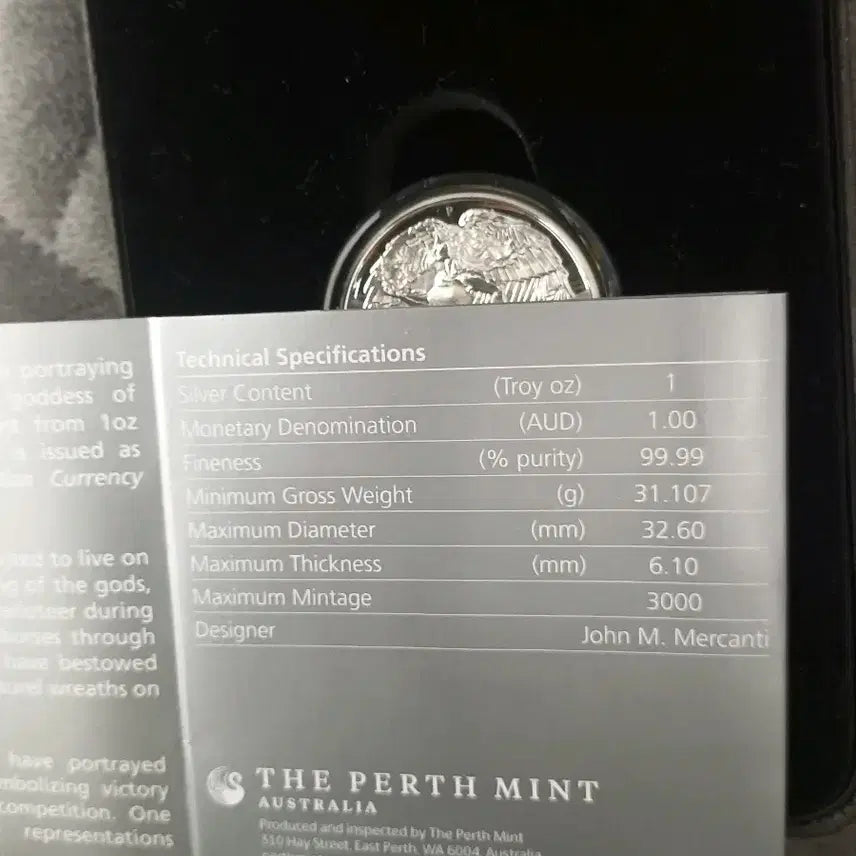 portraying
goddess of
from 1oz
issued as
Currency
to live on
of the gods,
during
through
have bestowed
wreaths on
have portrayed
victory
competition. One
representations
Technical Specifications
Silver Content (Troy oz) 1
Monetary Denomination (AUD) 1.00
Fineness (% purity) 99.99
Minimum Gross Weight (g) 31.107
Maximum Diameter (mm) 32.60
Maximum Thickness (mm) 6.10
Maximum Mintage 3000
Designer John M. Mercanti
THE PERTH MINT
AUSTRALIA
Produced and inspected by The Perth Mint
310 Hay Street, East Perth, WA 6004, Australia
P